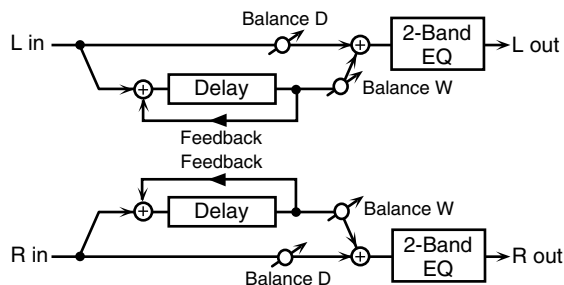 Balance D
L in
2-Band
EQ
L out
Delay
Balance W
Feedback
Feedback
Delay
Balance W
R in
2-Band
EQ
R out
Balance D